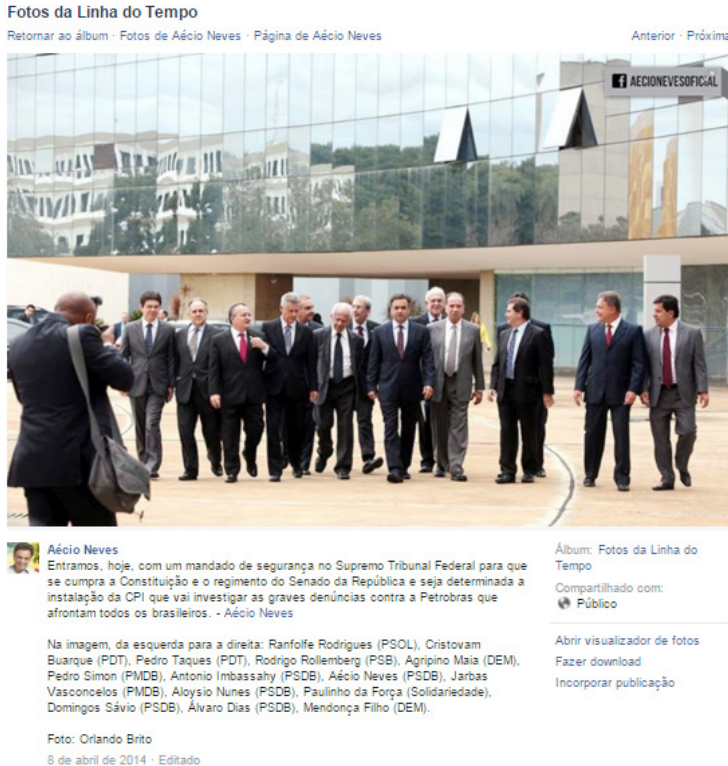 Fotos da Linha do Tempo
Retornar ao álbum · Fotos de Aécio Neves · Página de Aécio Neves
Anterior · Próxima
AECIONEVESOFICIAL
Aécio Neves
Entramos, hoje, com um mandado de segurança no Supremo Tribunal Federal para que
se cumpra a Constituição e o regimento do Senado da República e seja determinada a
instalação da CPI que vai investigar as graves denúncias contra a Petrobras que
afrontam todos os brasileiros. - Aécio Neves
Na imagem, da esquerda para a direita: Ranfolfe Rodrigues (PSOL), Cristovam
Buarque (PDT), Pedro Taques (PDT), Rodrigo Rollemberg (PSB), Agripino Maia (DEM),
Pedro Simon (PMDB), Antonio Imbassahy (PSDB), Aécio Neves (PSDB), Jarbas
Vasconcelos (PMDB), Aloysio Nunes (PSDB), Paulinho da Força (Solidariedade),
Domingos Sávio (PSDB), Álvaro Dias (PSDB), Mendonça Filho (DEM).
Foto: Orlando Brito
8 de abril de 2014 · Editado
Álbum: Fotos da Linha do
Tempo
Compartilhado com:
Público
Abrir visualizador de fotos
Fazer download
Incorporar publicação